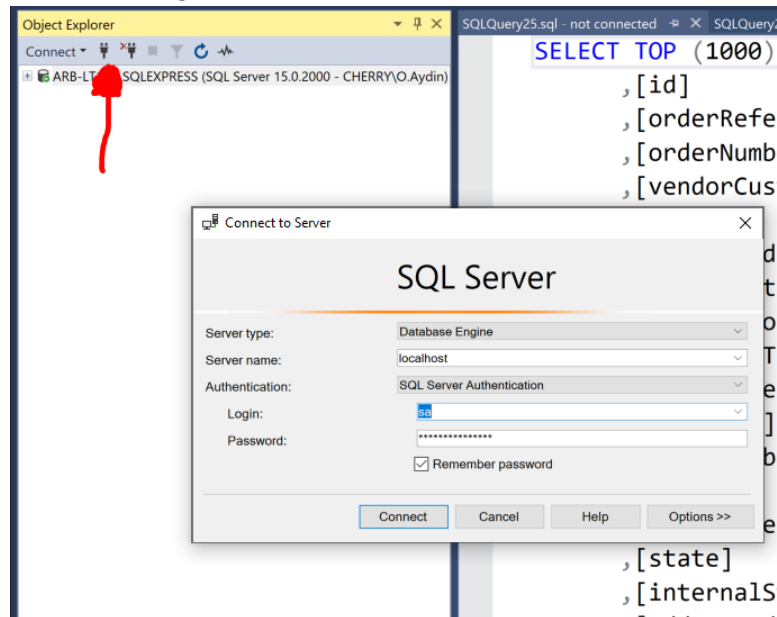 Object Explorer
SQLQuery25.sql - not connected
SQLQuery2
Connect
SELECT TOP (1000)
SQLEXPRESS (SQL Server 15.0.2000 - CHERRY\O.Aydin)
,[id]
,[orderRefe
,[orderNumb
,[vendorCus
Connect to Server
SQL Server
Server type:
Database Engine
Server name:
localhost
Authentication:
SQL Server Authentication
Login:
sa
Password:
***************
Remember password
Connect
Cancel
Help
Options >>
,[state]
,[internalS